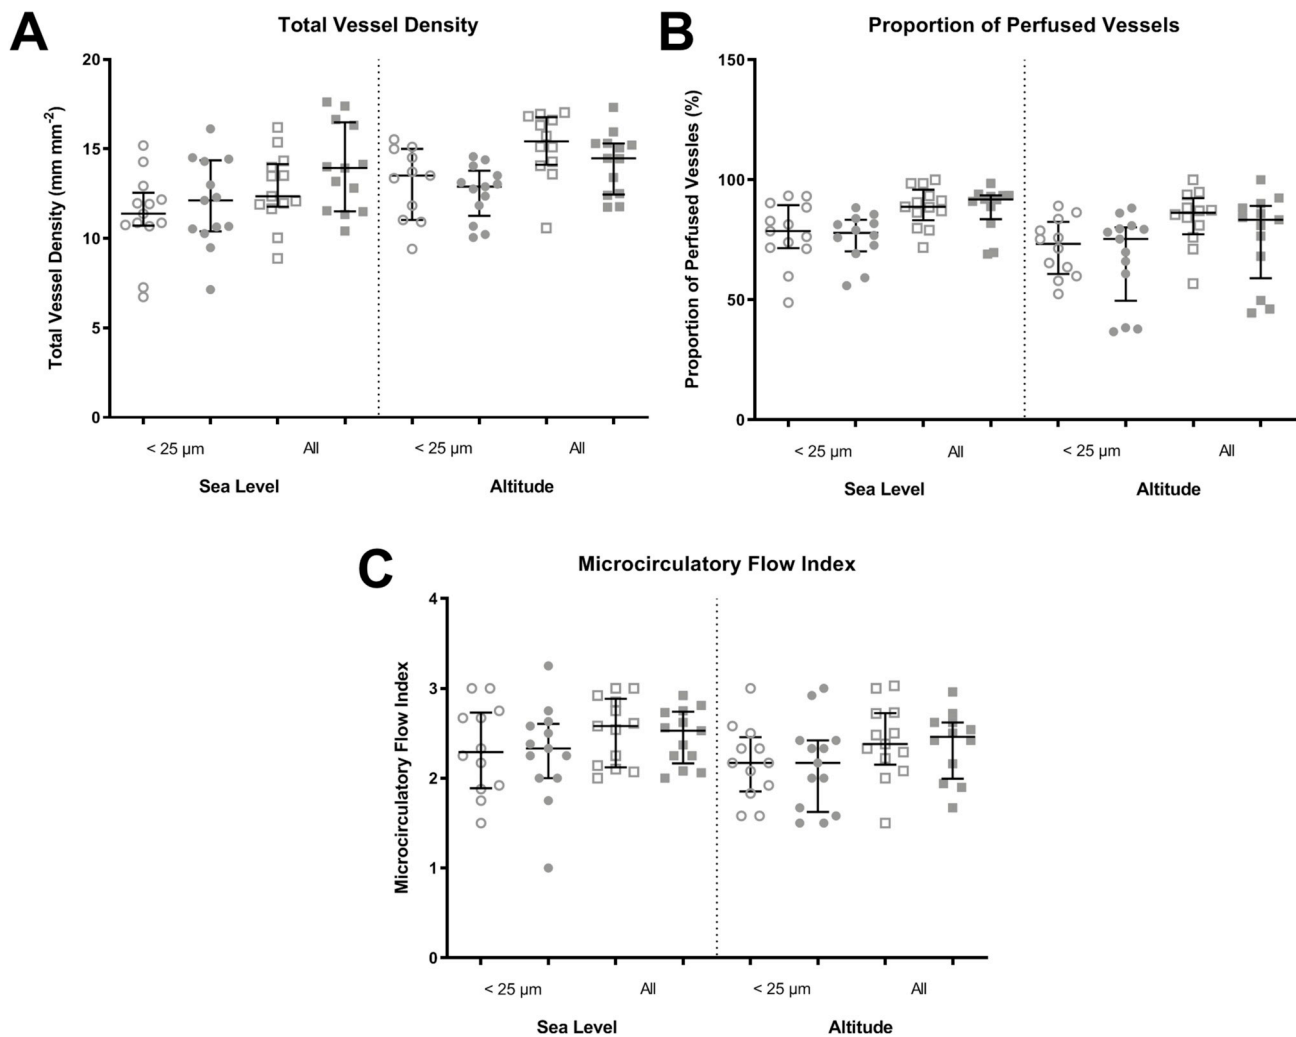 A
Total Vessel Density
Total Vessel Density (mm mm-2)
20
15
10
5
0
< 25 µm
All
< 25 µm
All
Sea Level
Altitude
B
Proportion of Perfused Vessels
Proportion of Perfused Vessles (%)
150
100
50
0
< 25 µm
All
< 25 µm
All
Sea Level
Altitude
C
Microcirculatory Flow Index
Microcirculatory Flow Index
4
3
2
1
0
< 25 µm
All
< 25 µm
All
Sea Level
Altitude